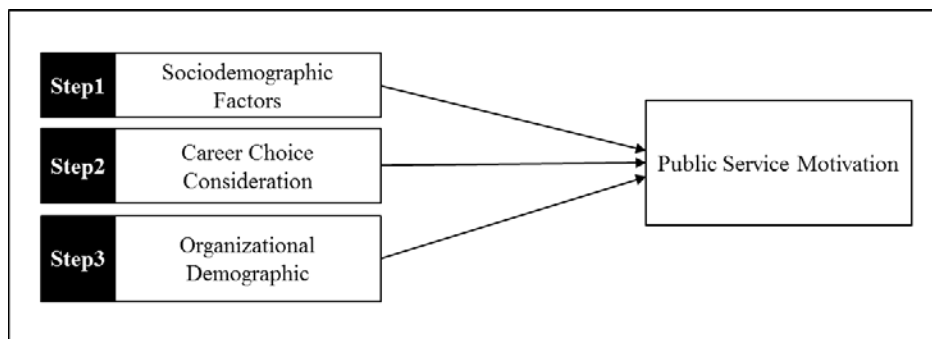 Step1
Sociodemographic
Factors
Step2
Career Choice
Consideration
Step3
Organizational
Demographic
Public Service Motivation